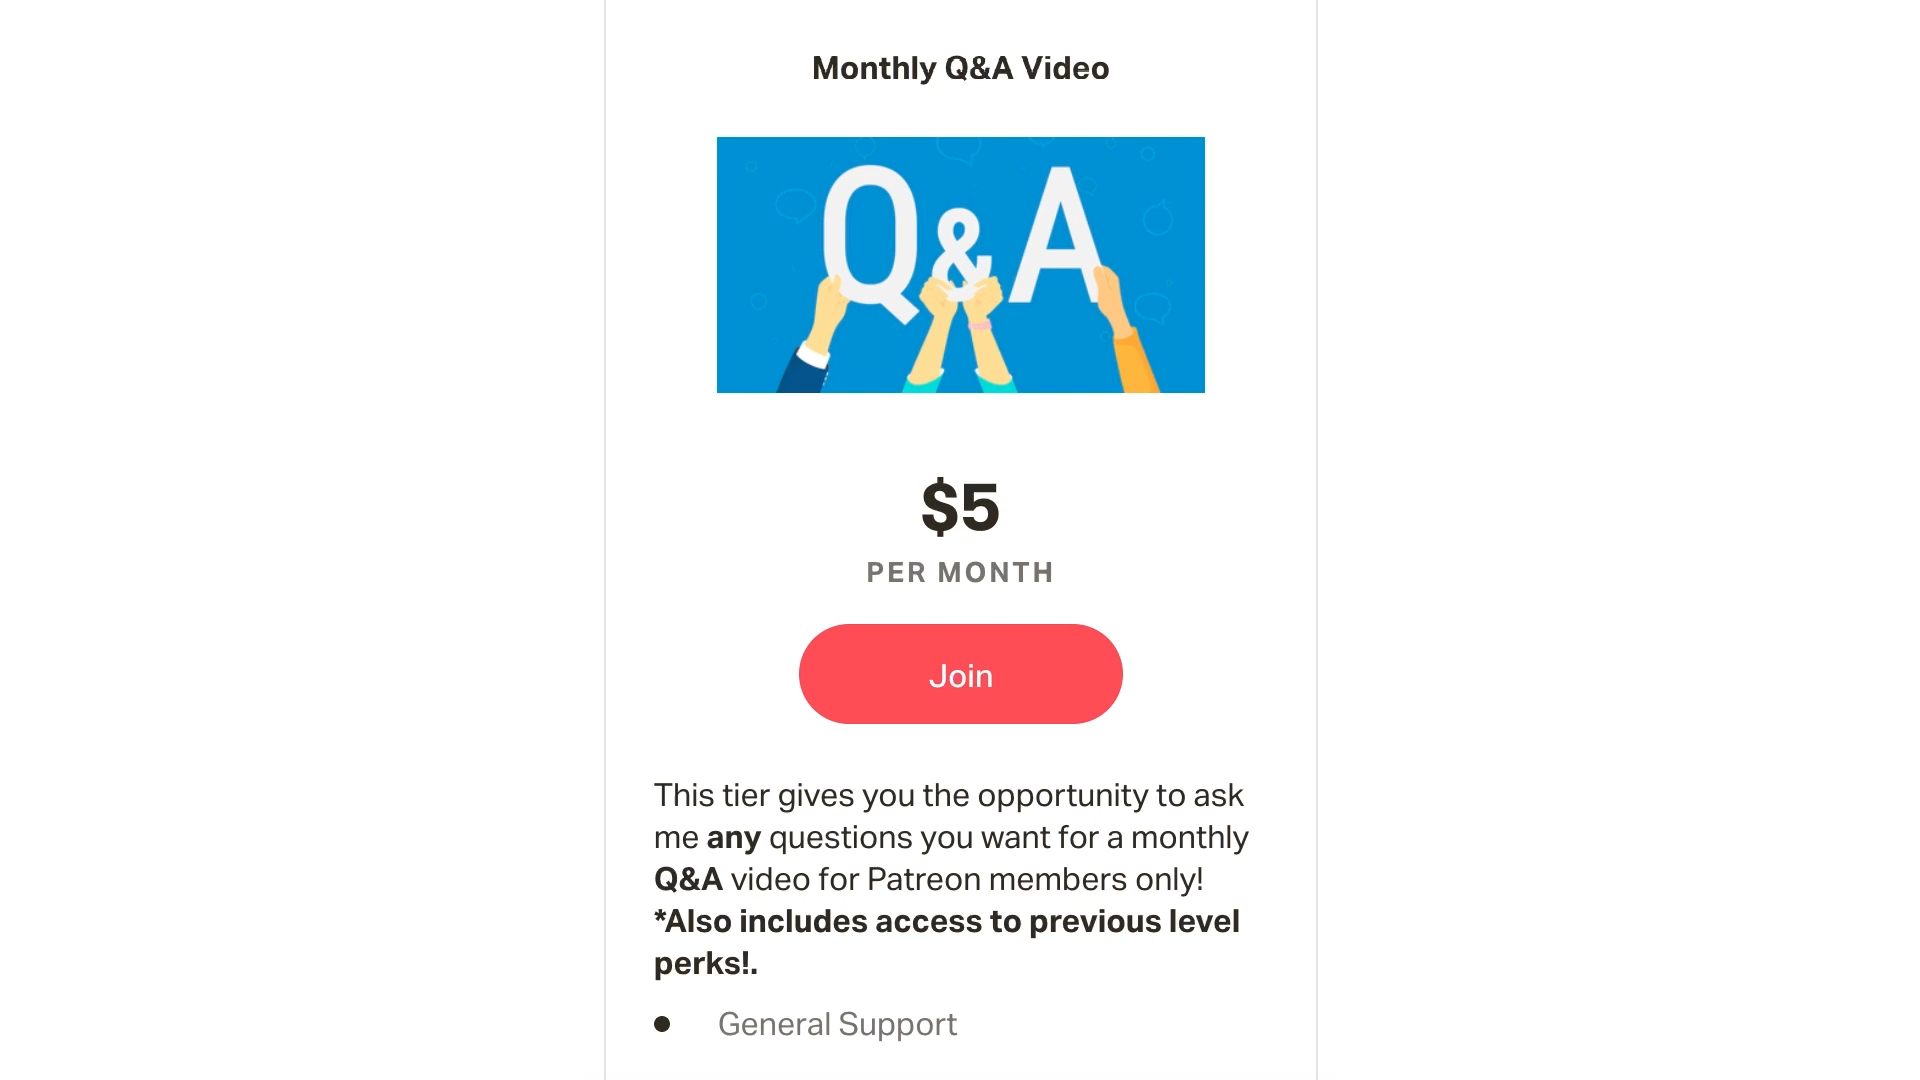 Monthly Q&A Video
Q&A
$5
PER MONTH
Join
This tier gives you the opportunity to ask
me any questions you want for a monthly
Q&A video for Patreon members only!
*Also includes access to previous level
perks!.
● General Support